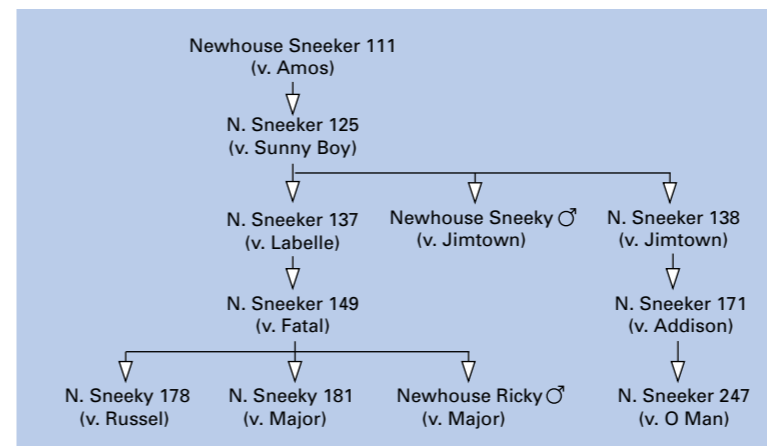 Newhouse Sneeker 111
(v. Amos)
N. Sneeker 125
(v. Sunny Boy)
N. Sneeker 137
(v. Labelle)
Newhouse Sneeky ♂
(v. Jimtown)
N. Sneeker 138
(v. Jimtown)
N. Sneeker 149
(v. Fatal)
N. Sneeker 171
(v. Addison)
N. Sneeky 178
(v. Russel)
N. Sneeky 181
(v. Major)
Newhouse Ricky ♂
(v. Major)
N. Sneeker 247
(v. O Man)